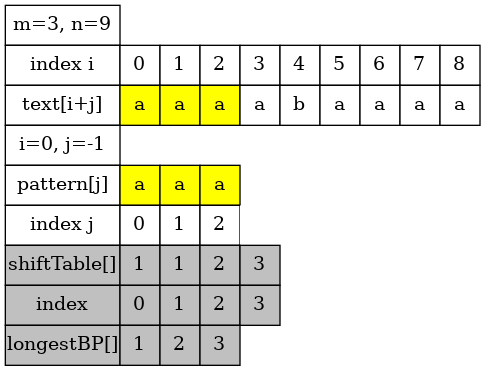 m=3, n=9
index i 0 1 2 3 4 5 6 7 8
text[i+j] a a a a b a a a a
i=0, j=-1
pattern[j] a a a
index j 0 1 2
shiftTable[] 1 1 2 3
index 0 1 2 3
longestBP[] 1 2 3